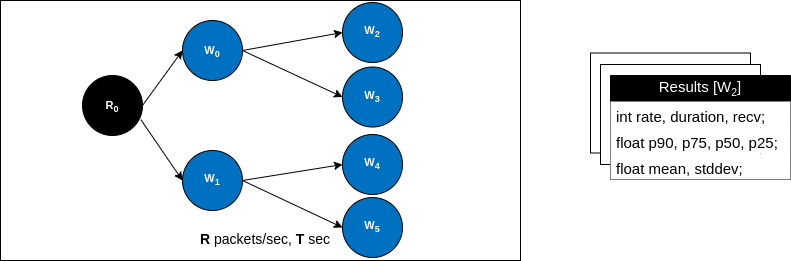 R0
W0
W1
W2
W3
W4
W5
R packets/sec, T sec
Results [W2]
int rate, duration, recv;
float p90, p75, p50, p25;
float mean, stddev;